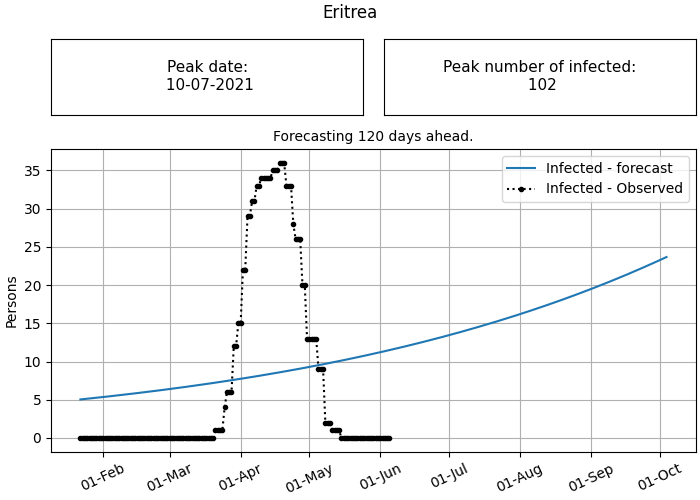 Eritrea
Peak date:
10-07-2021
Peak number of infected:
102
Forecasting 120 days ahead.
Infected - forecast
Infected - Observed
Persons
35
30
25
20
15
10
5
0
01-Feb
01-Mar
01-Apr
01-May
01-Jun
01-Jul
01-Aug
01-Sep
01-Oct